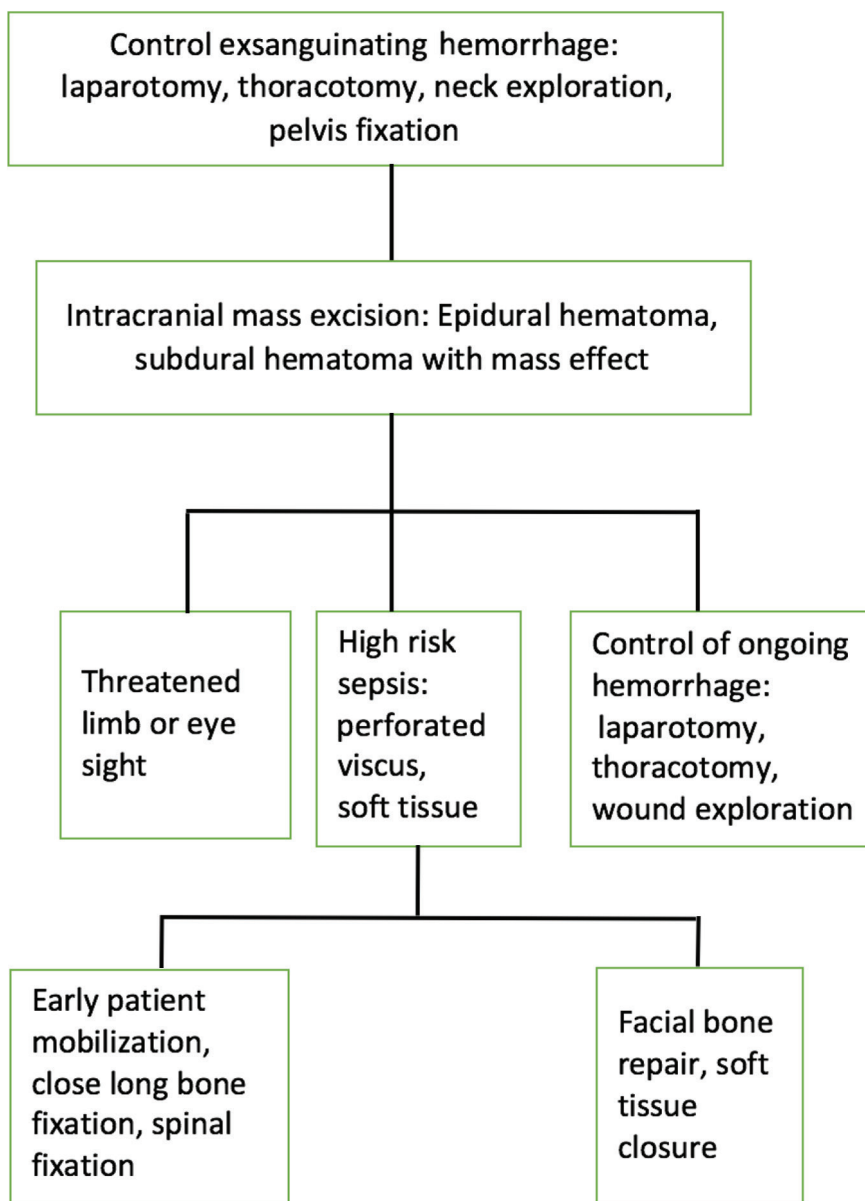 Control exsanguinating hemorrhage:
laparotomy, thoracotomy, neck exploration,
pelvis fixation
Intracranial mass excision: Epidural hematoma,
subdural hematoma with mass effect
Threatened
limb or eye
sight
High risk
sepsis:
perforated
viscus,
soft tissue
Control of ongoing
hemorrhage:
laparotomy,
thoracotomy,
wound exploration
Early patient
mobilization,
close long bone
fixation, spinal
fixation
Facial bone
repair, soft
tissue
closure